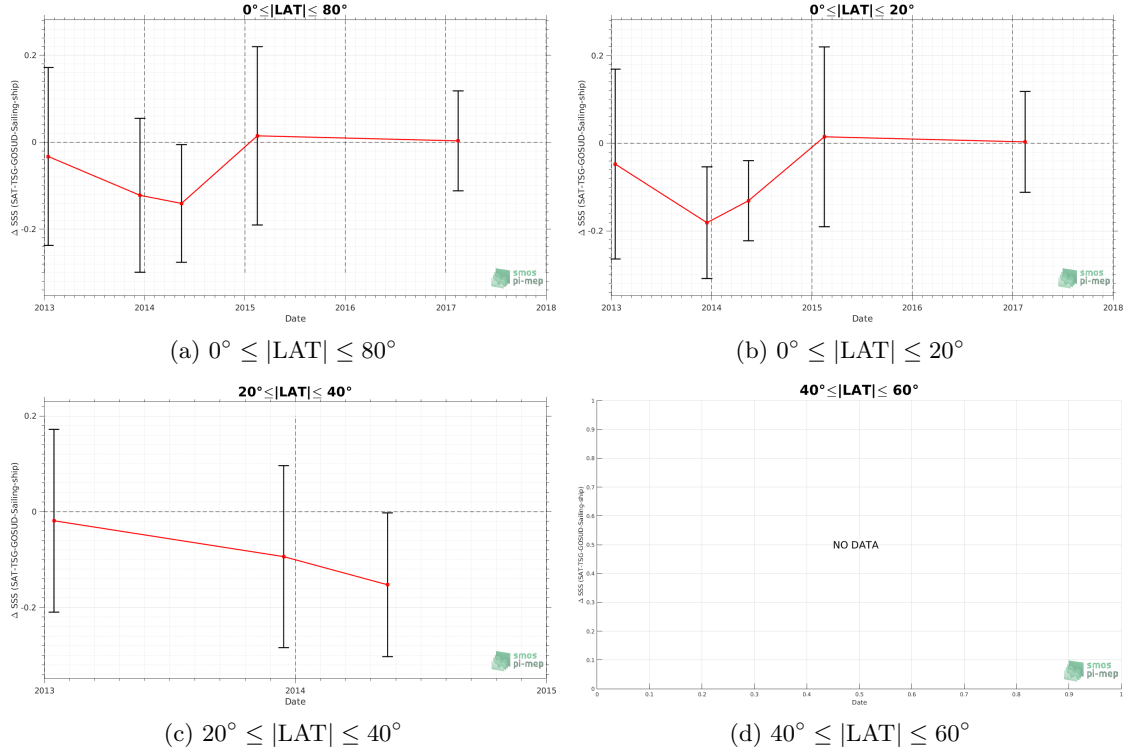 0°≤|LAT|≤ 80°
Δ SSS (SAT-TSG-GOSUD-Sailing-ship)
0.2
0
-0.2
2013 2014 2015 2016 2017 2018
Date
smos
pi-mep
(a) 0° ≤ |LAT| ≤ 80°
0°≤|LAT|≤ 20°
Δ SSS (SAT-TSG-GOSUD-Sailing-ship)
0.2
0
-0.2
2013 2014 2015 2016 2017 2018
Date
smos
pi-mep
(b) 0° ≤ |LAT| ≤ 20°
20°≤|LAT|≤ 40°
Δ SSS (SAT-TSG-GOSUD-Sailing-ship)
0.2
0
-0.2
2013 2014 2015
Date
smos
pi-mep
(c) 20° ≤ |LAT| ≤ 40°
40°≤|LAT|≤ 60°
Δ SSS (SAT-TSG-GOSUD-Sailing-ship)
1
0.9
0.8
0.7
0.6
0.5
0.4
0.3
0.2
0.1
0
NO DATA
0 0.1 0.2 0.3 0.4 0.5 0.6 0.7 0.8 0.9 1
Date
smos
pi-mep
(d) 40° ≤ |LAT| ≤ 60°